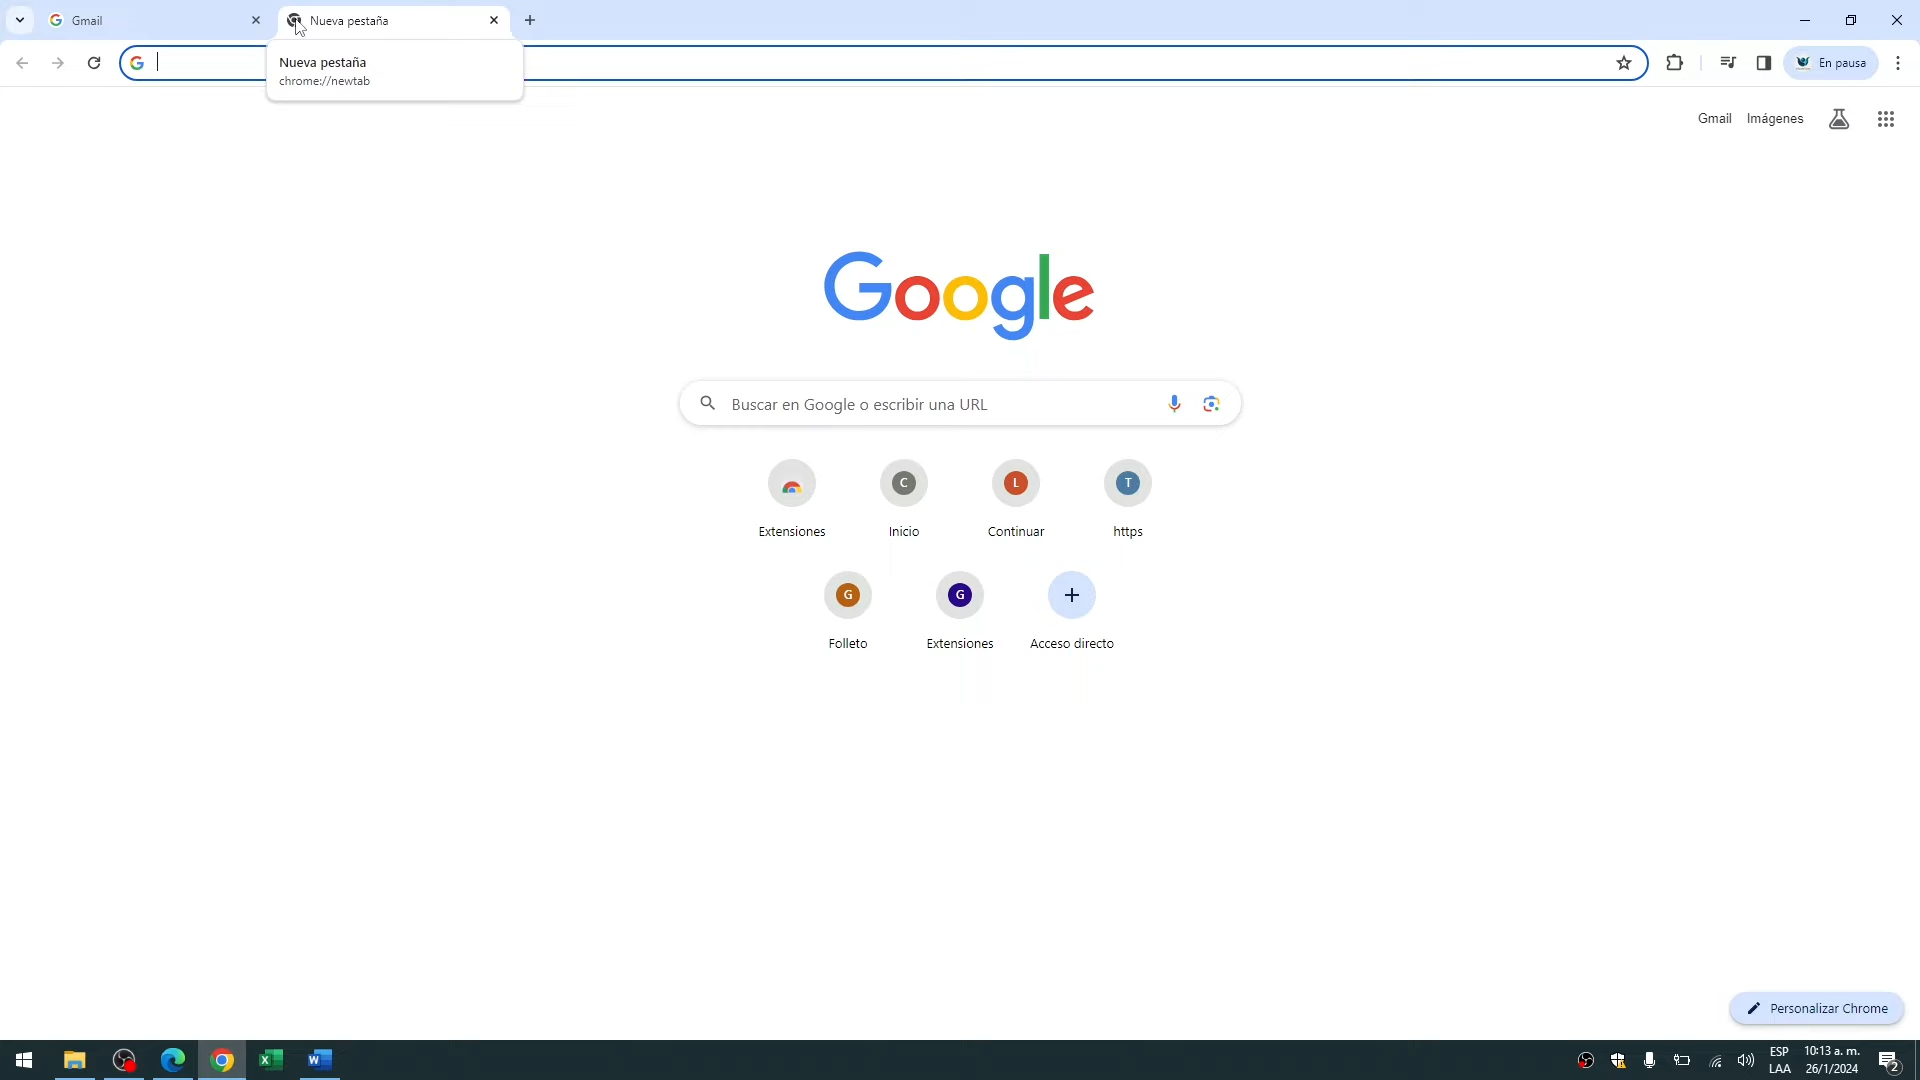 Gmail
Nueva pestaña
Nueva pestaña
chrome://newtab
En pausa
Gmail Imágenes
Google
Buscar en Google o escribir una URL
C L T
Extensiones Inicio Continuar https
G G
Folleto Extensiones Acceso directo
Personalizar Chrome
ESP 10:13 a. m.
LAA 26/1/2024
2